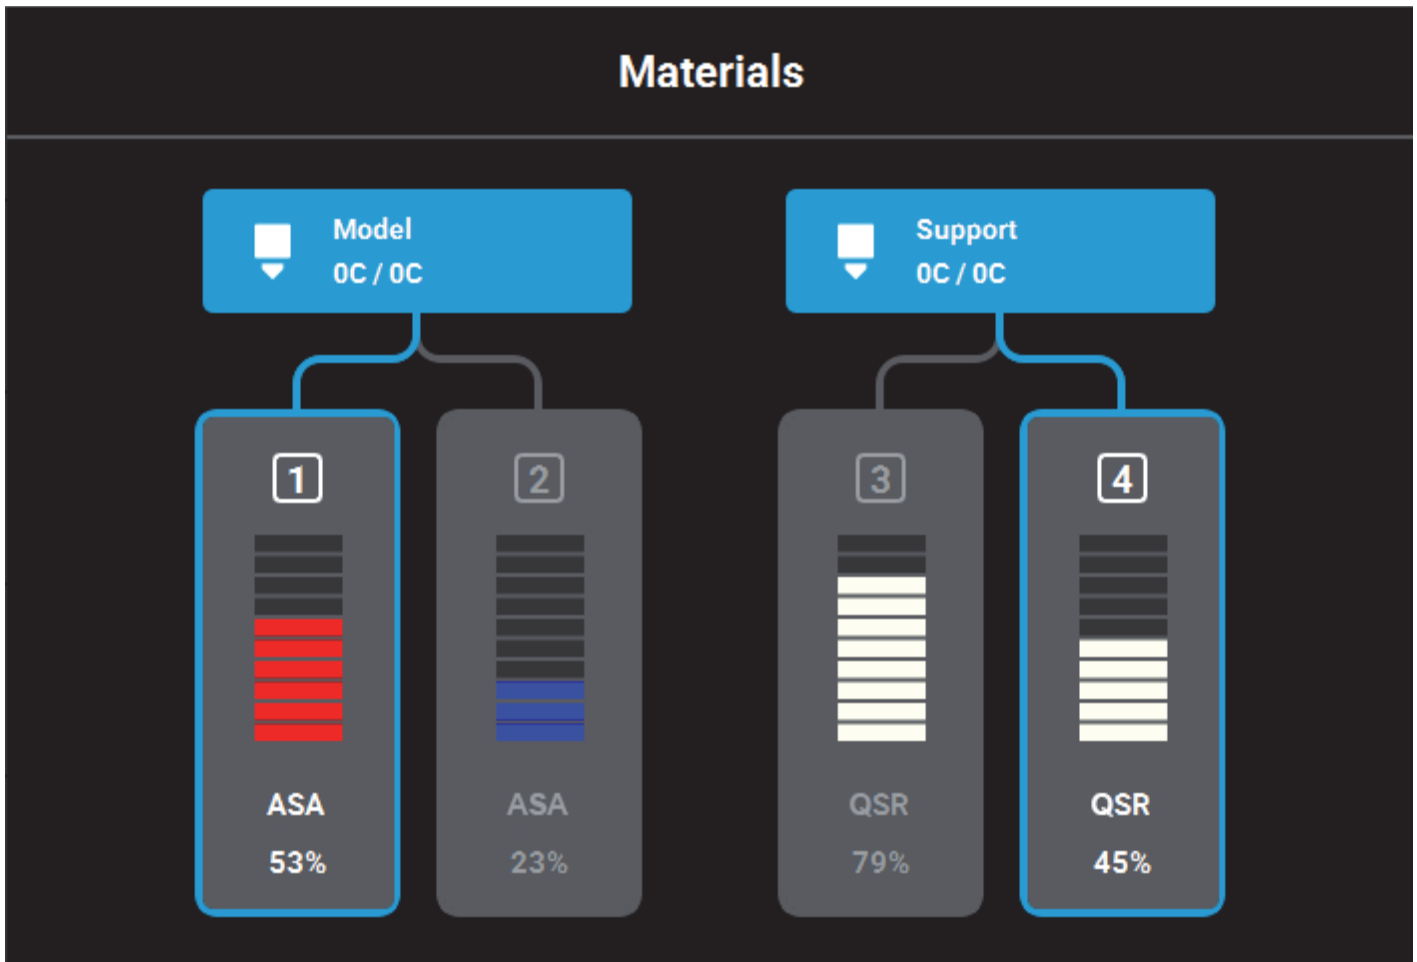 Materials
Model
0C / 0C
Support
0C / 0C
1
2
3
4
ASA
ASA
QSR
QSR
53%
23%
79%
45%